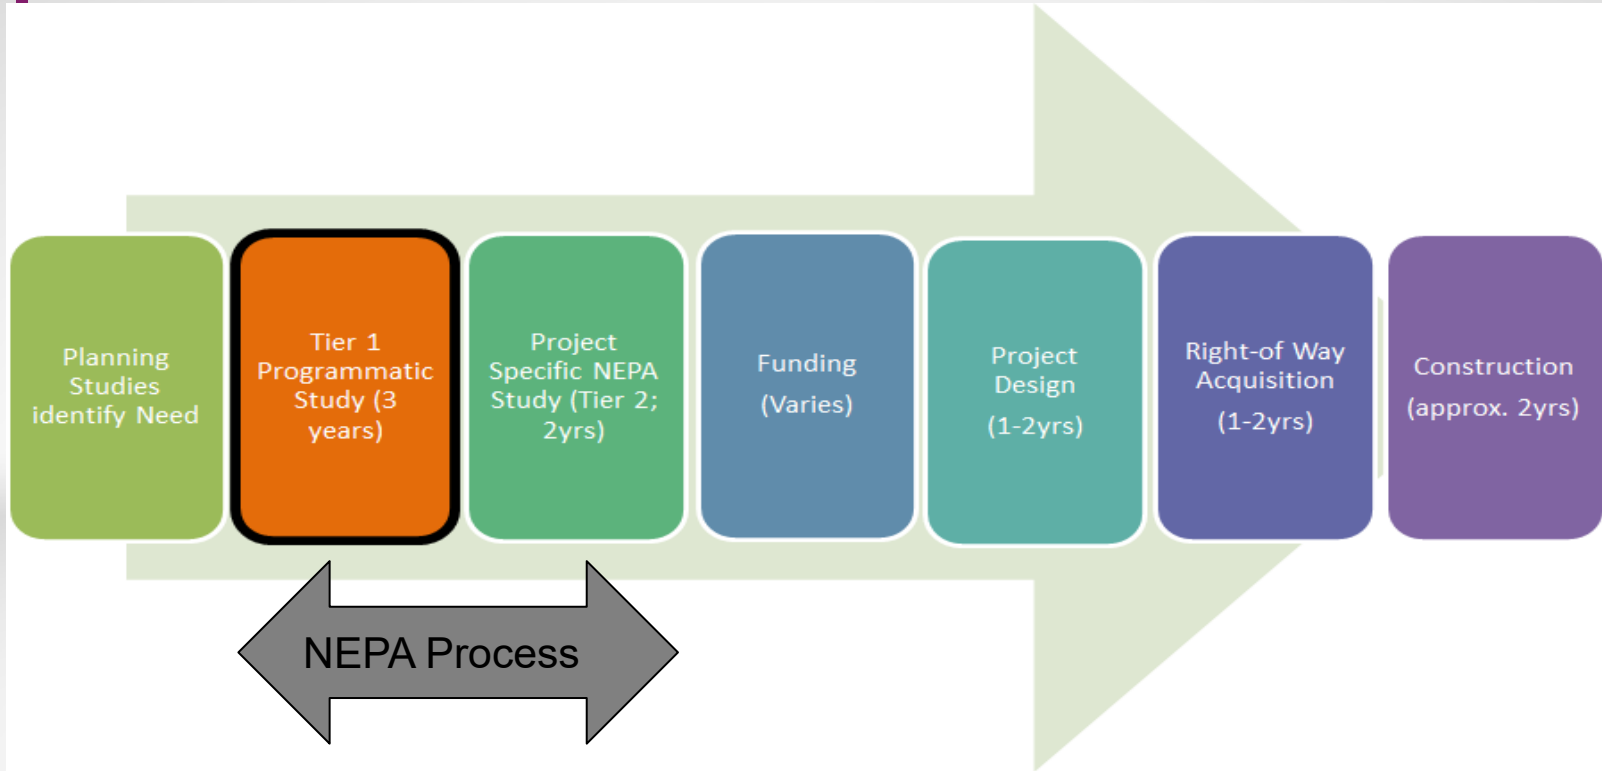 Planning
Studies
identify Need
Tier 1
Programmatic
Study (3
years)
Project
Specific NEPA
Study (Tier 2;
2yrs)
Funding
(Varies)
Project
Design
(1-2yrs)
Right-of Way
Acquisition
(1-2yrs)
Construction
(approx. 2yrs)
NEPA Process